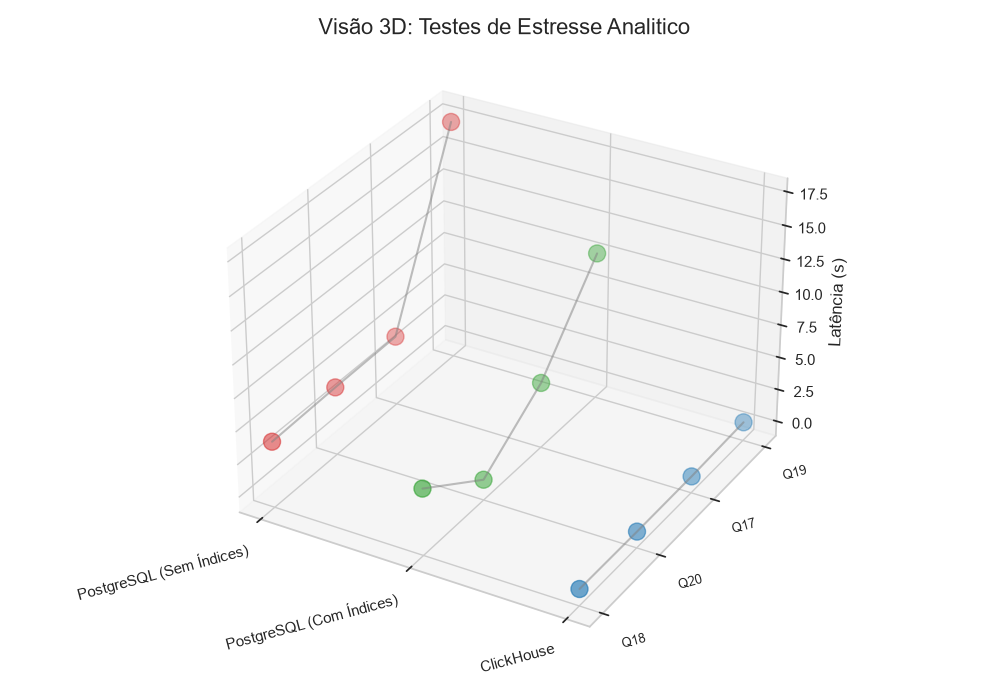 Visão 3D: Testes de Estresse Analitico
17.5
15.0
12.5
10.0
7.5
5.0
2.5
0.0
Latência (s)
Q19
Q17
Q20
Q18
PostgreSQL (Sem Índices)
PostgreSQL (Com Índices)
ClickHouse